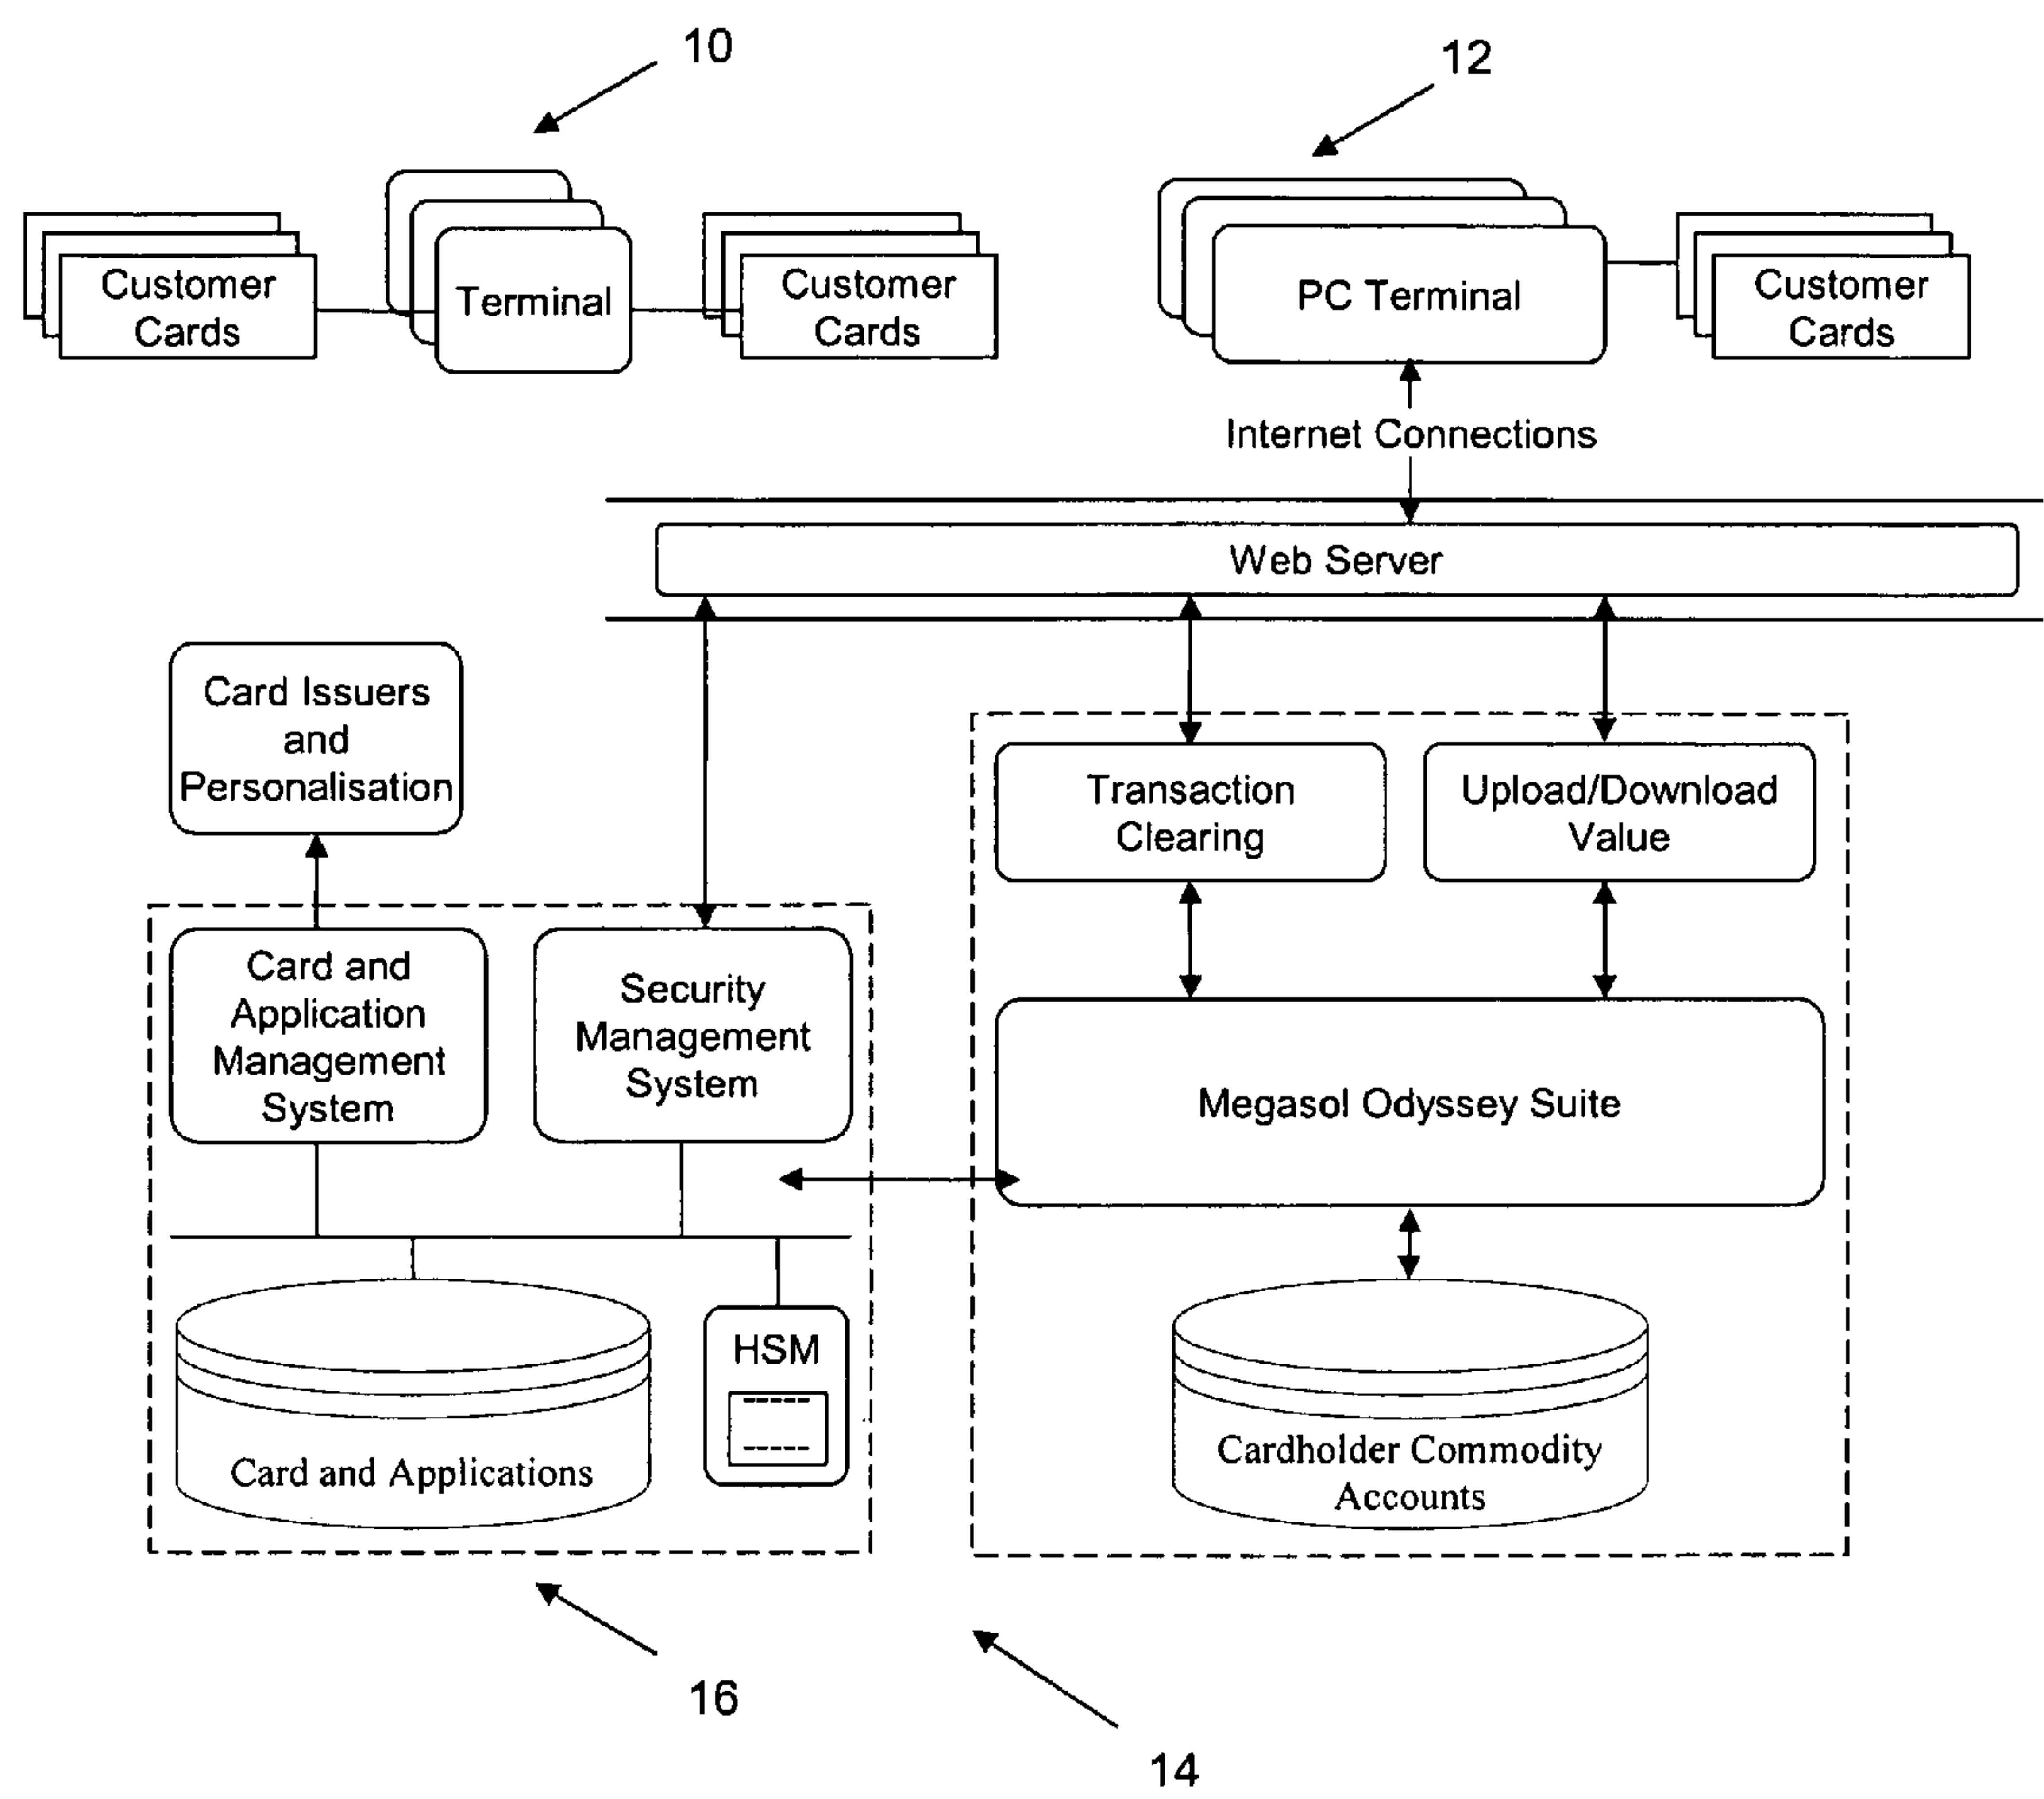 10
12
Customer
Cards
Terminal
Customer
Cards
PC Terminal
Customer
Cards
Internet Connections
Web Server
Card Issuers
and
Personalisation
Transaction
Clearing
Upload/Download
Value
Card and
Application
Management
System
Security
Management
System
Megasol Odyssey Suite
HSM
Card and Applications
Cardholder Commodity
Accounts
16
14